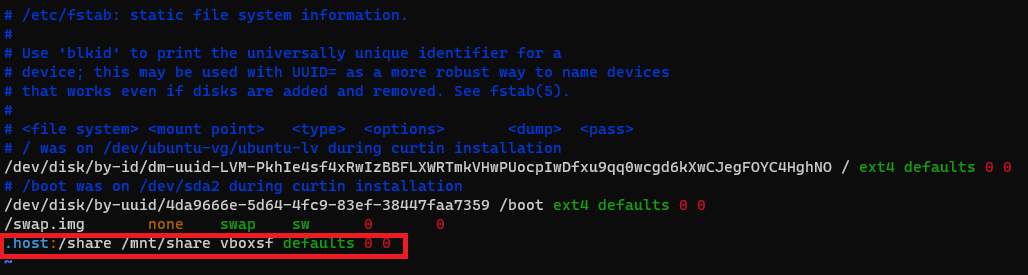 # /etc/fstab: static file system information.
#
# Use 'blkid' to print the universally unique identifier for a
# device; this may be used with UUID= as a more robust way to name devices
# that works even if disks are added and removed. See fstab(5).
#
# <file system> <mount point>   <type>  <options>       <dump>  <pass>
# / was on /dev/ubuntu-vg/ubuntu-lv during curtin installation
/dev/disk/by-id/dm-uuid-LVM-PkhIe4sf4xRwIzBBFLXWRTmkVHwPUocpIwDfxu9qq0wcgd6kXwCJegFOYC4HghNO / ext4 defaults 0 0
# /boot was on /dev/sda2 during curtin installation
/dev/disk/by-uuid/4da9666e-5d64-4fc9-83ef-38447faa7359 /boot ext4 defaults 0 0
/swap.img       none    swap    sw      0       0
.host:/share /mnt/share vboxsf defaults 0 0
~